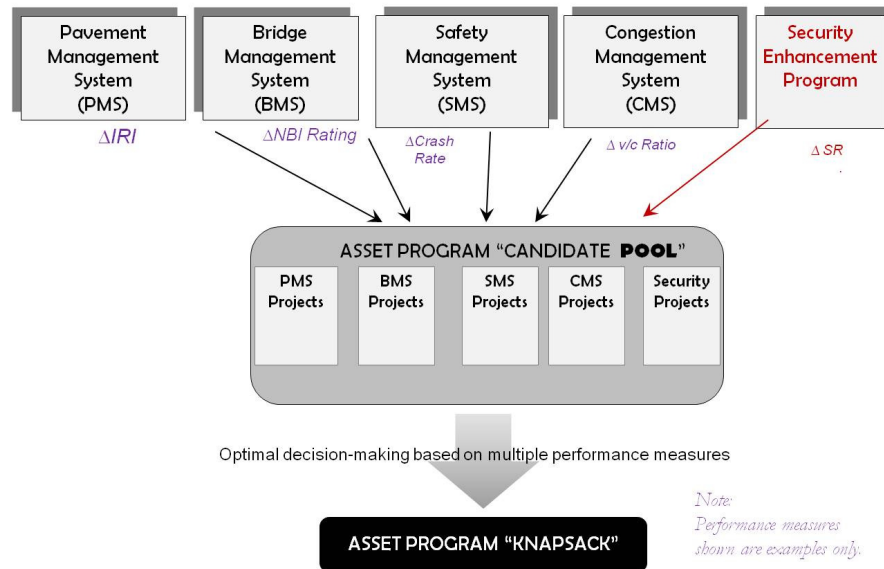 Pavement
Management
System
(PMS)
Bridge
Management
System
(BMS)
Safety
Management
System
(SMS)
Congestion
Management
System
(CMS)
Security
Enhancement
Program
ΔIRI
ΔNBI Rating
ΔCrash
Rate
Δ v/c Ratio
Δ SR
.
ASSET PROGRAM “CANDIDATE POOL”
PMS
Projects
BMS
Projects
SMS
Projects
CMS
Projects
Security
Projects
Optimal decision-making based on multiple performance measures
ASSET PROGRAM “KNAPSACK”
Note:
Performance measures
shown are examples only.